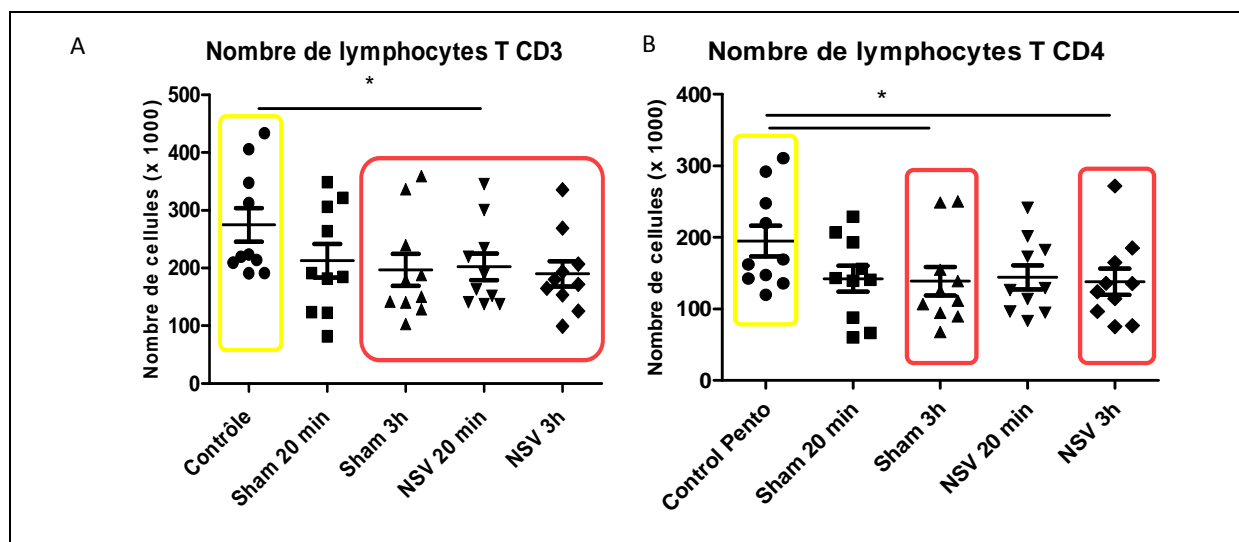 A
Nombre de lymphocytes T CD3
*
Nombre de cellules (x 1000)
500
400
300
200
100
0
Contrôle
Sham 20 min
Sham 3h
NSV 20 min
NSV 3h
B
Nombre de lymphocytes T CD4
*
Nombre de cellules (x 1000)
400
300
200
100
0
Control Pento
Sham 20 min
Sham 3h
NSV 20 min
NSV 3h